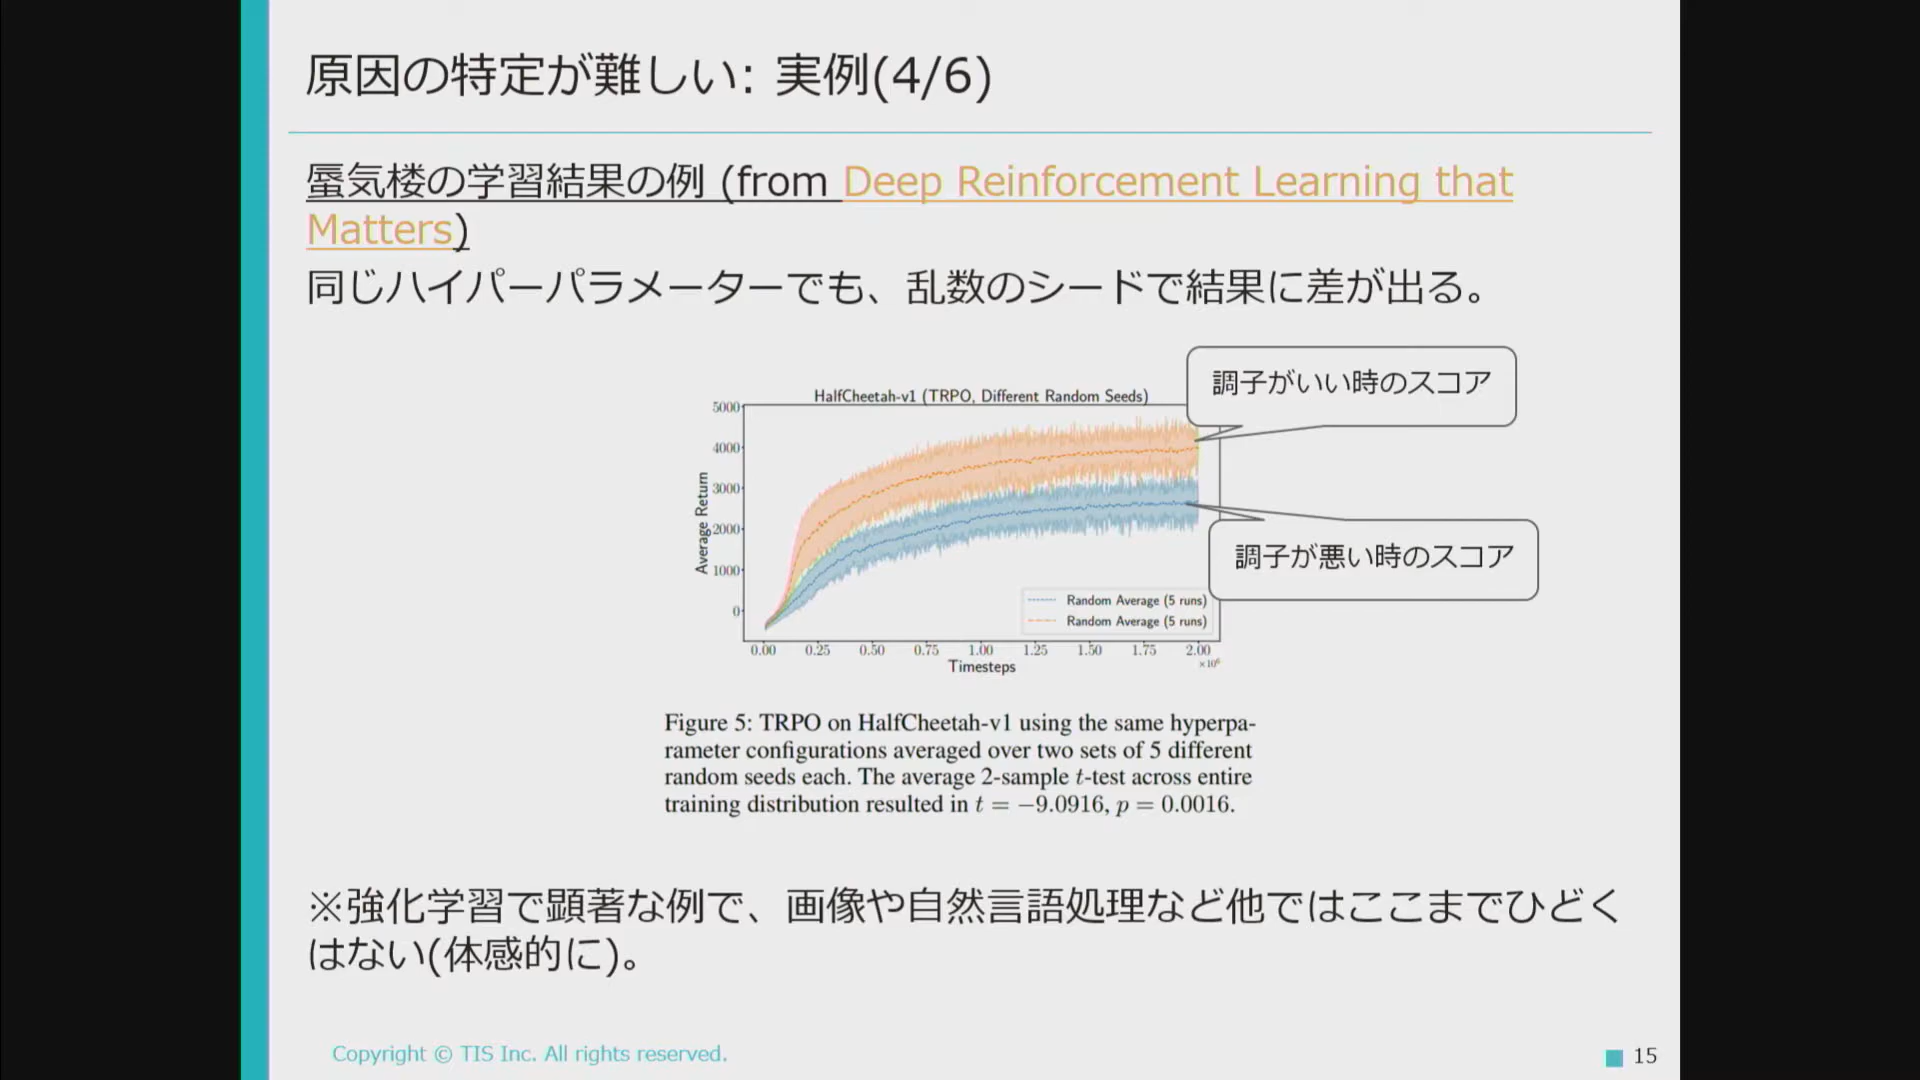 原因の特定が難しい: 実例(4/6)
蜃気楼の学習結果の例 (from Deep Reinforcement Learning that
Matters)
同じハイパーパラメーターでも、乱数のシードで結果に差が出る。
調子がいい時のスコア
HalfCheetah-v1 (TRPO, Different Random Seeds)
5000
4000
3000
2000
1000
0
Average Return
調子が悪い時のスコア
Random Average (5 runs)
Random Average (5 runs)
0.00 0.25 0.50 0.75 1.00 1.25 1.50 1.75 2.00
×10⁶
Timesteps
Figure 5: TRPO on HalfCheetah-v1 using the same hyperpa-
rameter configurations averaged over two sets of 5 different
random seeds each. The average 2-sample t-test across entire
training distribution resulted in t = −9.0916, p = 0.0016.
※強化学習で顕著な例で、画像や自然言語処理など他ではここまでひどく
はない(体感的に)。
Copyright © TIS Inc. All rights reserved.
15